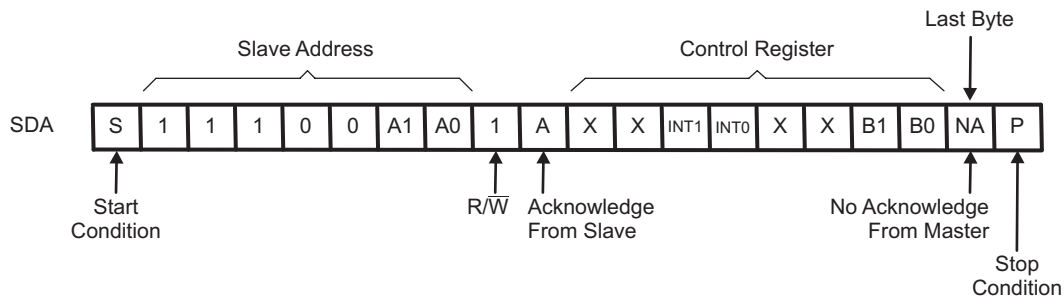 Last Byte
Slave Address
Control Register
SDA
S 1 1 1 0 0 A1 A0 1 A X X INT1 INT0 X X B1 B0 NA P
Start
Condition
R/W̅
Acknowledge
From Slave
No Acknowledge
From Master
Stop
Condition